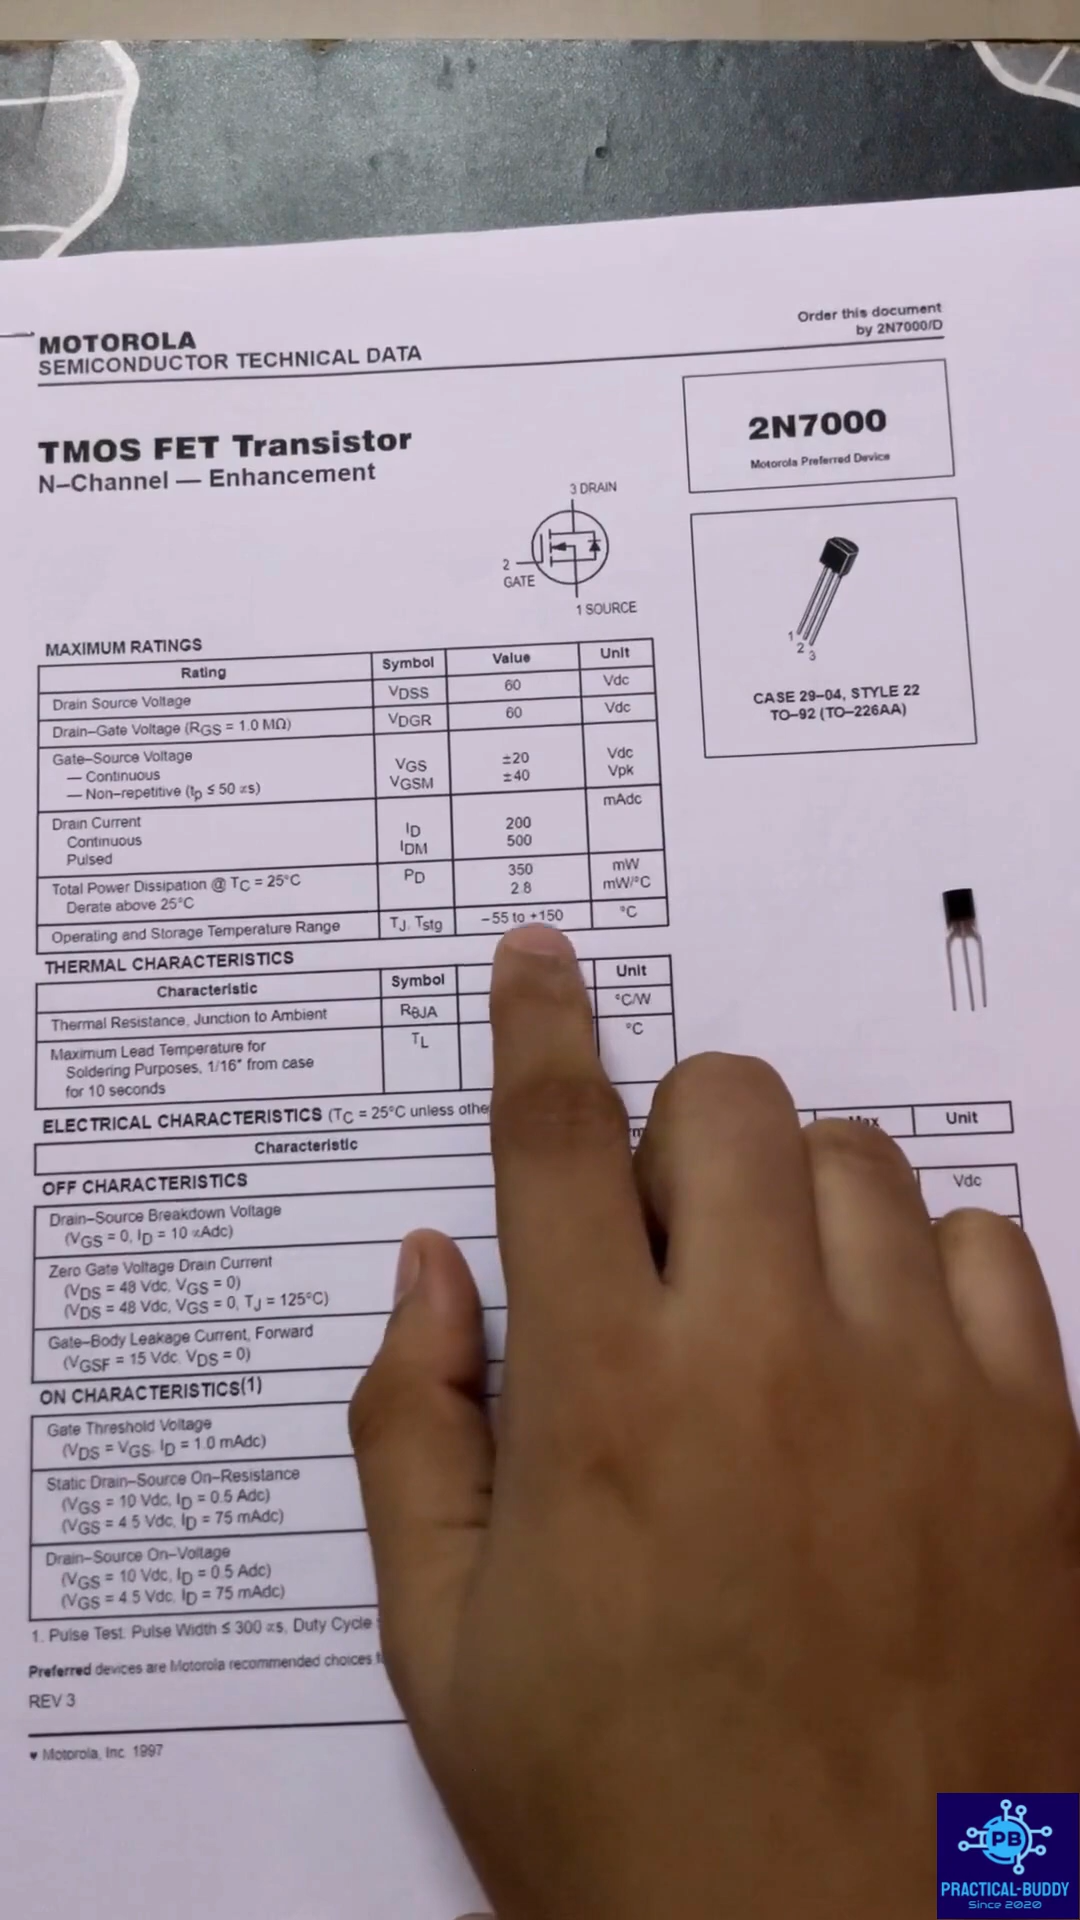 Order this document
by 2N7000/D
MOTOROLA
SEMICONDUCTOR TECHNICAL DATA
TMOS FET Transistor
N–Channel — Enhancement
2N7000
Motorola Preferred Device
3 DRAIN
2
GATE
1 SOURCE
1
2
3
CASE 29–04, STYLE 22
TO–92 (TO–226AA)
MAXIMUM RATINGS
Rating Symbol Value Unit
Drain Source Voltage VDSS 60 Vdc
Drain–Gate Voltage (RGS = 1.0 MΩ) VDGR 60 Vdc
Gate–Source Voltage
— Continuous VGS ±20 Vdc
— Non–repetitive (tp ≤ 50 µs) VGSM ±40 Vpk
Drain Current mAdc
Continuous ID 200
Pulsed IDM 500
Total Power Dissipation @ TC = 25°C PD 350 mW
Derate above 25°C 2.8 mW/°C
Operating and Storage Temperature Range TJ, Tstg –55 to +150 °C
THERMAL CHARACTERISTICS
Characteristic Symbol Unit
Thermal Resistance, Junction to Ambient RθJA °C/W
Maximum Lead Temperature for TL °C
Soldering Purposes, 1/16″ from case
for 10 seconds
ELECTRICAL CHARACTERISTICS (TC = 25°C unless othe
Characteristic Max Unit
OFF CHARACTERISTICS
Drain–Source Breakdown Voltage Vdc
(VGS = 0, ID = 10 µAdc)
Zero Gate Voltage Drain Current
(VDS = 48 Vdc, VGS = 0)
(VDS = 48 Vdc, VGS = 0, TJ = 125°C)
Gate–Body Leakage Current, Forward
(VGSF = 15 Vdc, VDS = 0)
ON CHARACTERISTICS(1)
Gate Threshold Voltage
(VDS = VGS, ID = 1.0 mAdc)
Static Drain–Source On–Resistance
(VGS = 10 Vdc, ID = 0.5 Adc)
(VGS = 4.5 Vdc, ID = 75 mAdc)
Drain–Source On–Voltage
(VGS = 10 Vdc, ID = 0.5 Adc)
(VGS = 4.5 Vdc, ID = 75 mAdc)
1. Pulse Test: Pulse Width ≤ 300 µs, Duty Cycle
Preferred devices are Motorola recommended choices f
REV 3
♥ Motorola, Inc. 1997
PB
PRACTICAL-BUDDY
Since 2020